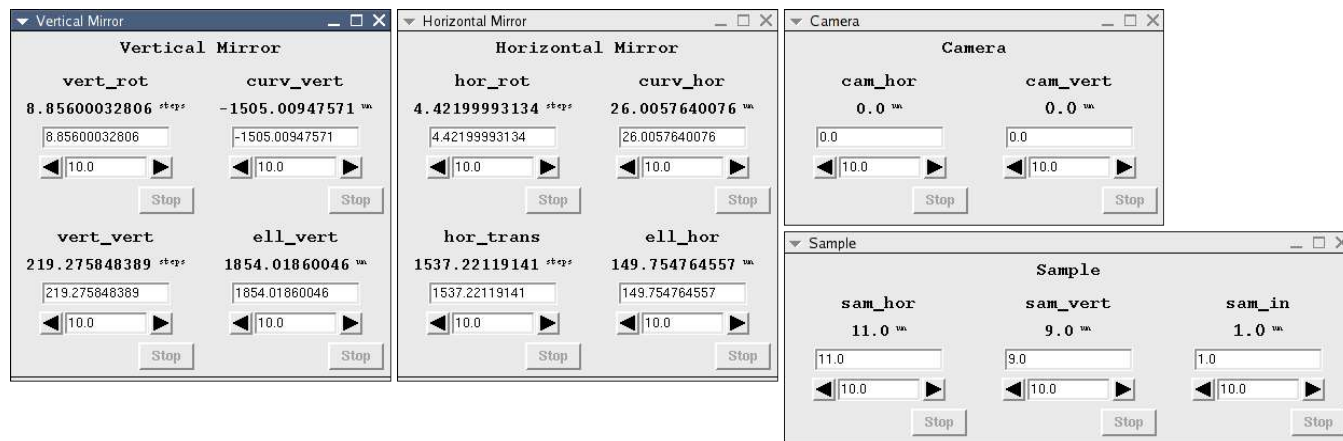 Vertical Mirror
Vertical Mirror
vert_rot curv_vert
8.85600032806 steps -1505.00947571 um
8.85600032806 -1505.00947571
10.0 10.0
Stop Stop
vert_vert ell_vert
219.275848389 steps 1854.01860046 um
219.275848389 1854.01860046
10.0 10.0
Stop Stop
Horizontal Mirror
Horizontal Mirror
hor_rot curv_hor
4.42199993134 steps 26.0057640076 um
4.42199993134 26.0057640076
10.0 10.0
Stop Stop
hor_trans ell_hor
1537.22119141 steps 149.754764557 um
1537.22119141 149.754764557
10.0 10.0
Stop Stop
Camera
Camera
cam_hor cam_vert
0.0 um 0.0 um
0.0 0.0
10.0 10.0
Stop Stop
Sample
Sample
sam_hor sam_vert sam_in
11.0 um 9.0 um 1.0 um
11.0 9.0 1.0
10.0 10.0 10.0
Stop Stop Stop